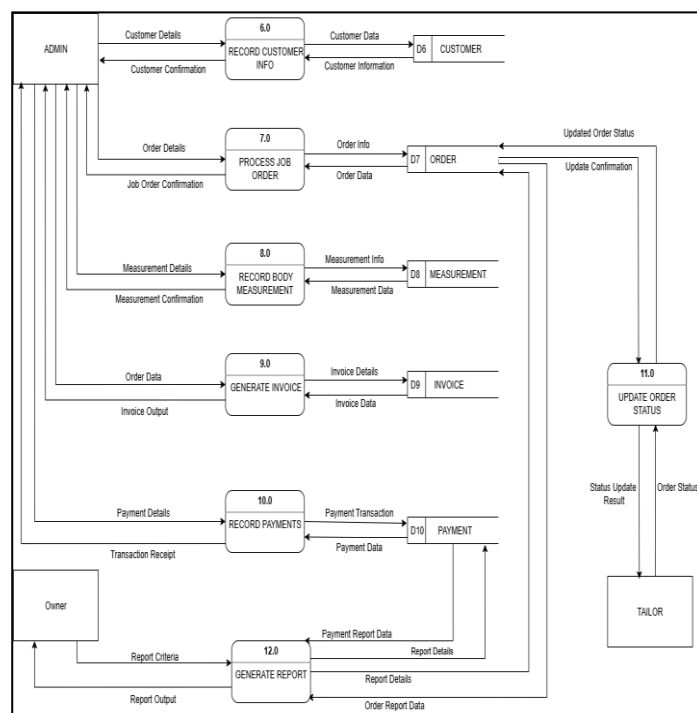 ADMIN
Customer Details
Customer Confirmation
6.0
RECORD CUSTOMER
INFO
Customer Data
Customer Information
D6
CUSTOMER
Order Details
Job Order Confirmation
7.0
PROCESS JOB
ORDER
Order Info
Order Data
D7
ORDER
Updated Order Status
Update Confirmation
Measurement Details
Measurement Confirmation
8.0
RECORD BODY
MEASUREMENT
Measurement Info
Measurement Data
D8
MEASUREMENT
Order Data
Invoice Output
9.0
GENERATE INVOICE
Invoice Details
Invoice Data
D9
INVOICE
11.0
UPDATE ORDER
STATUS
Status Update
Result
Order Status
Payment Details
Transaction Receipt
10.0
RECORD PAYMENTS
Payment Transaction
Payment Data
D10
PAYMENT
TAILOR
Owner
Report Criteria
Report Output
12.0
GENERATE REPORT
Payment Report Data
Report Details
Report Details
Order Report Data